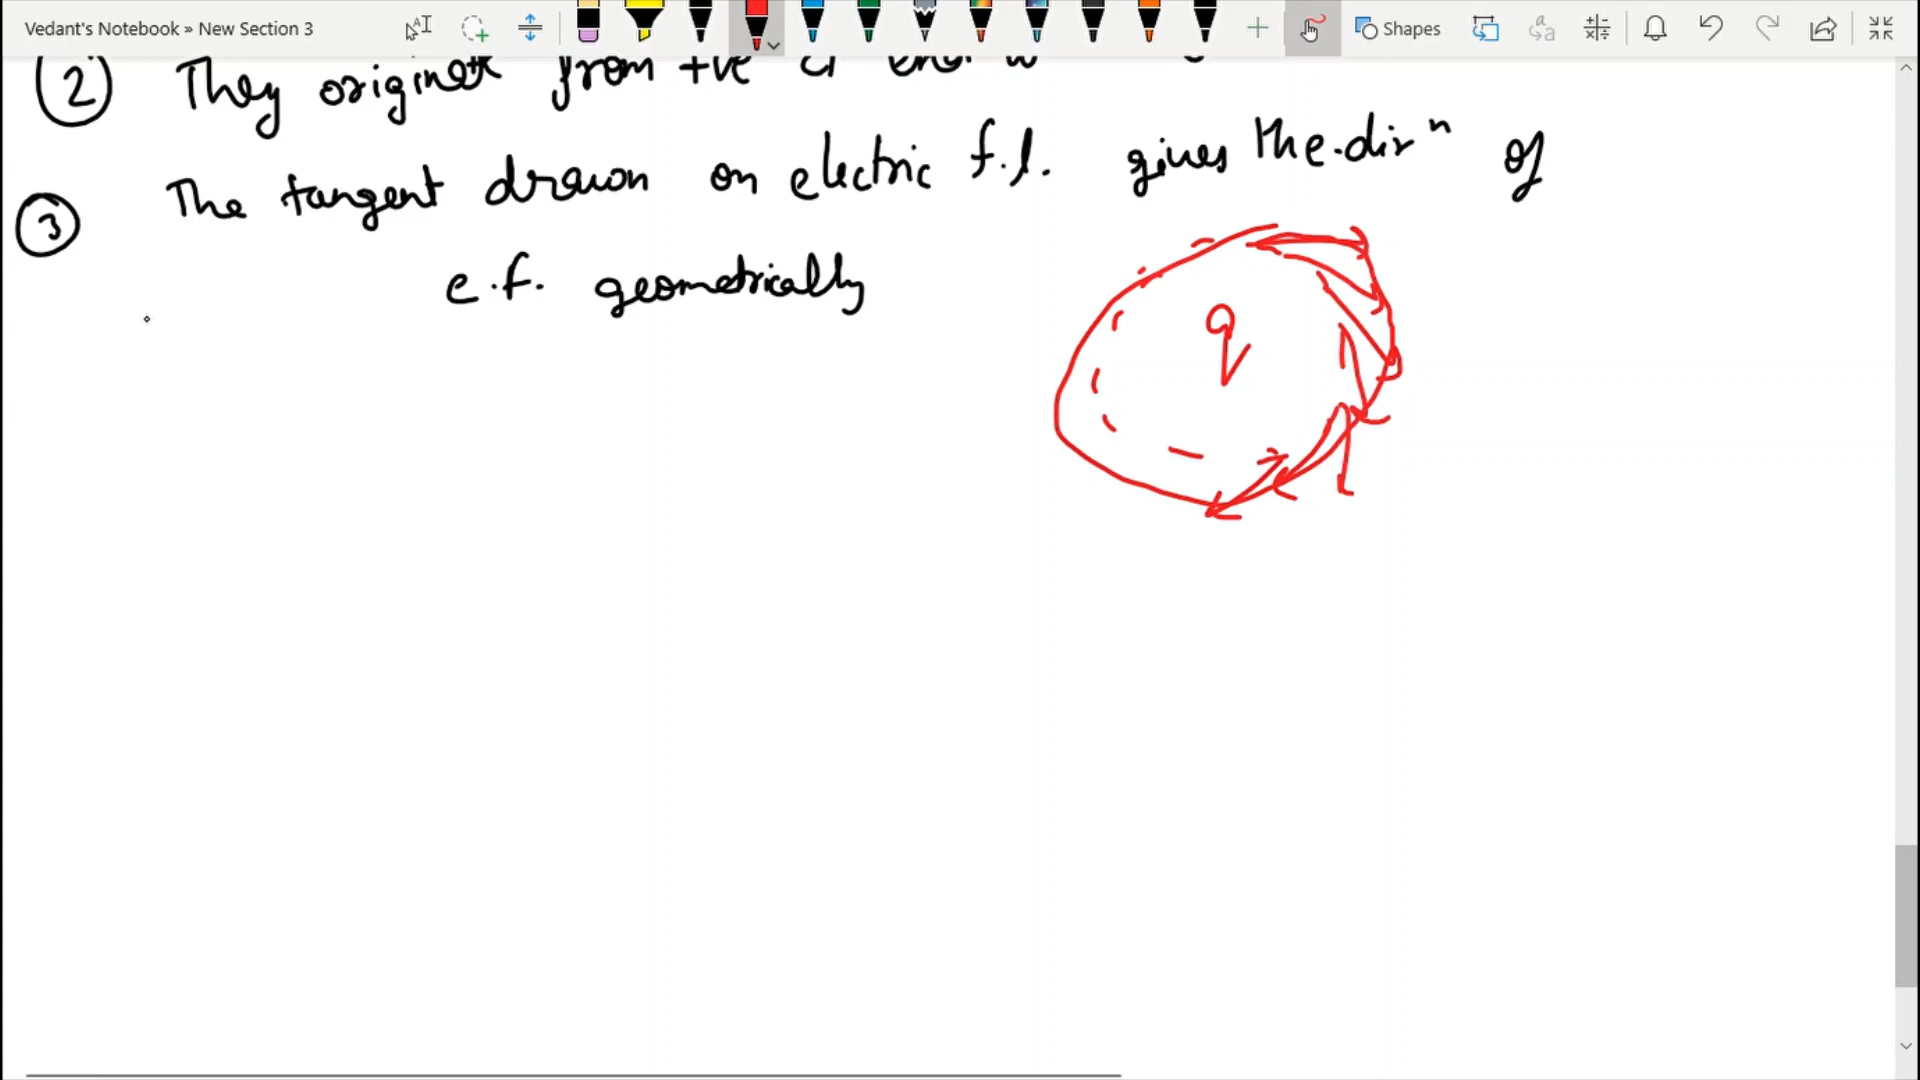 Vedant's Notebook » New Section 3
Shapes
② They originate from +ve
③ The tangent drawn on electric f.l. gives the dirⁿ of
e.f. geometrically
q